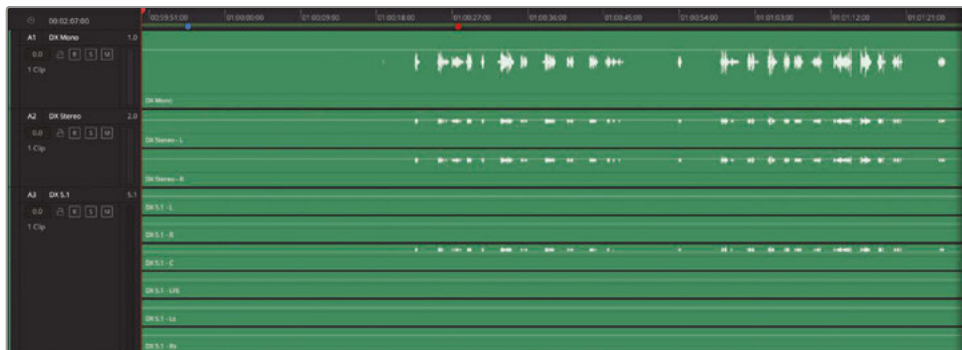 00:02:07:00
00:59:51:00 01:00:00:00 01:00:09:00 01:00:18:00 01:00:27:00 01:00:36:00 01:00:45:00 01:00:54:00 01:01:03:00 01:01:12:00 01:01:21:00
A1 DX Mono 1.0
0.0 R S M
1 Clip
DX Mono
A2 DX Stereo 2.0
0.0 R S M
1 Clip
DX Stereo - L
DX Stereo - R
A3 DX 5.1 5.1
0.0 R S M
1 Clip
DX 5.1 - L
DX 5.1 - R
DX 5.1 - C
DX 5.1 - LFE
DX 5.1 - Ls
DX 5.1 - Rs